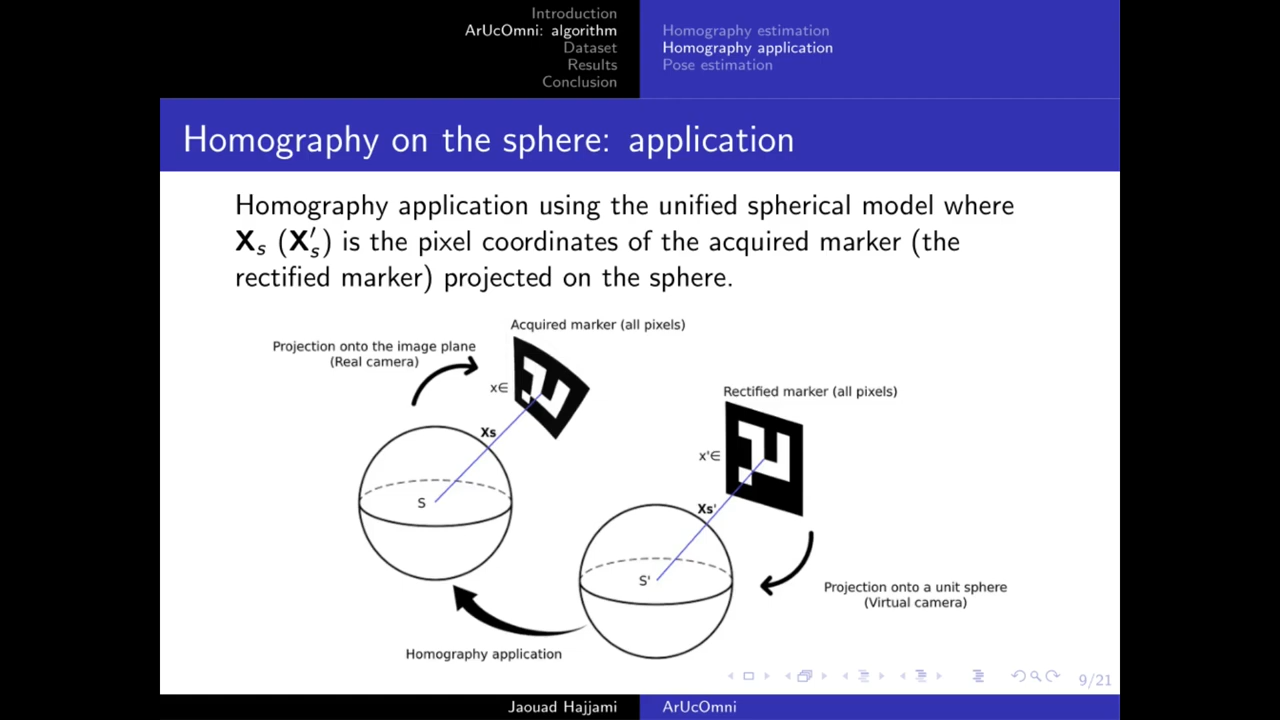 Introduction
ArUcOmni: algorithm
Dataset
Results
Conclusion
Homography estimation
Homography application
Pose estimation
Homography on the sphere: application
Homography application using the unified spherical model where
Xs (X′s) is the pixel coordinates of the acquired marker (the
rectified marker) projected on the sphere.
Acquired marker (all pixels)
Projection onto the image plane
(Real camera)
x∈
Xs
S
Rectified marker (all pixels)
x'∈
Xs'
S'
Projection onto a unit sphere
(Virtual camera)
Homography application
9/21
Jaouad Hajjami
ArUcOmni